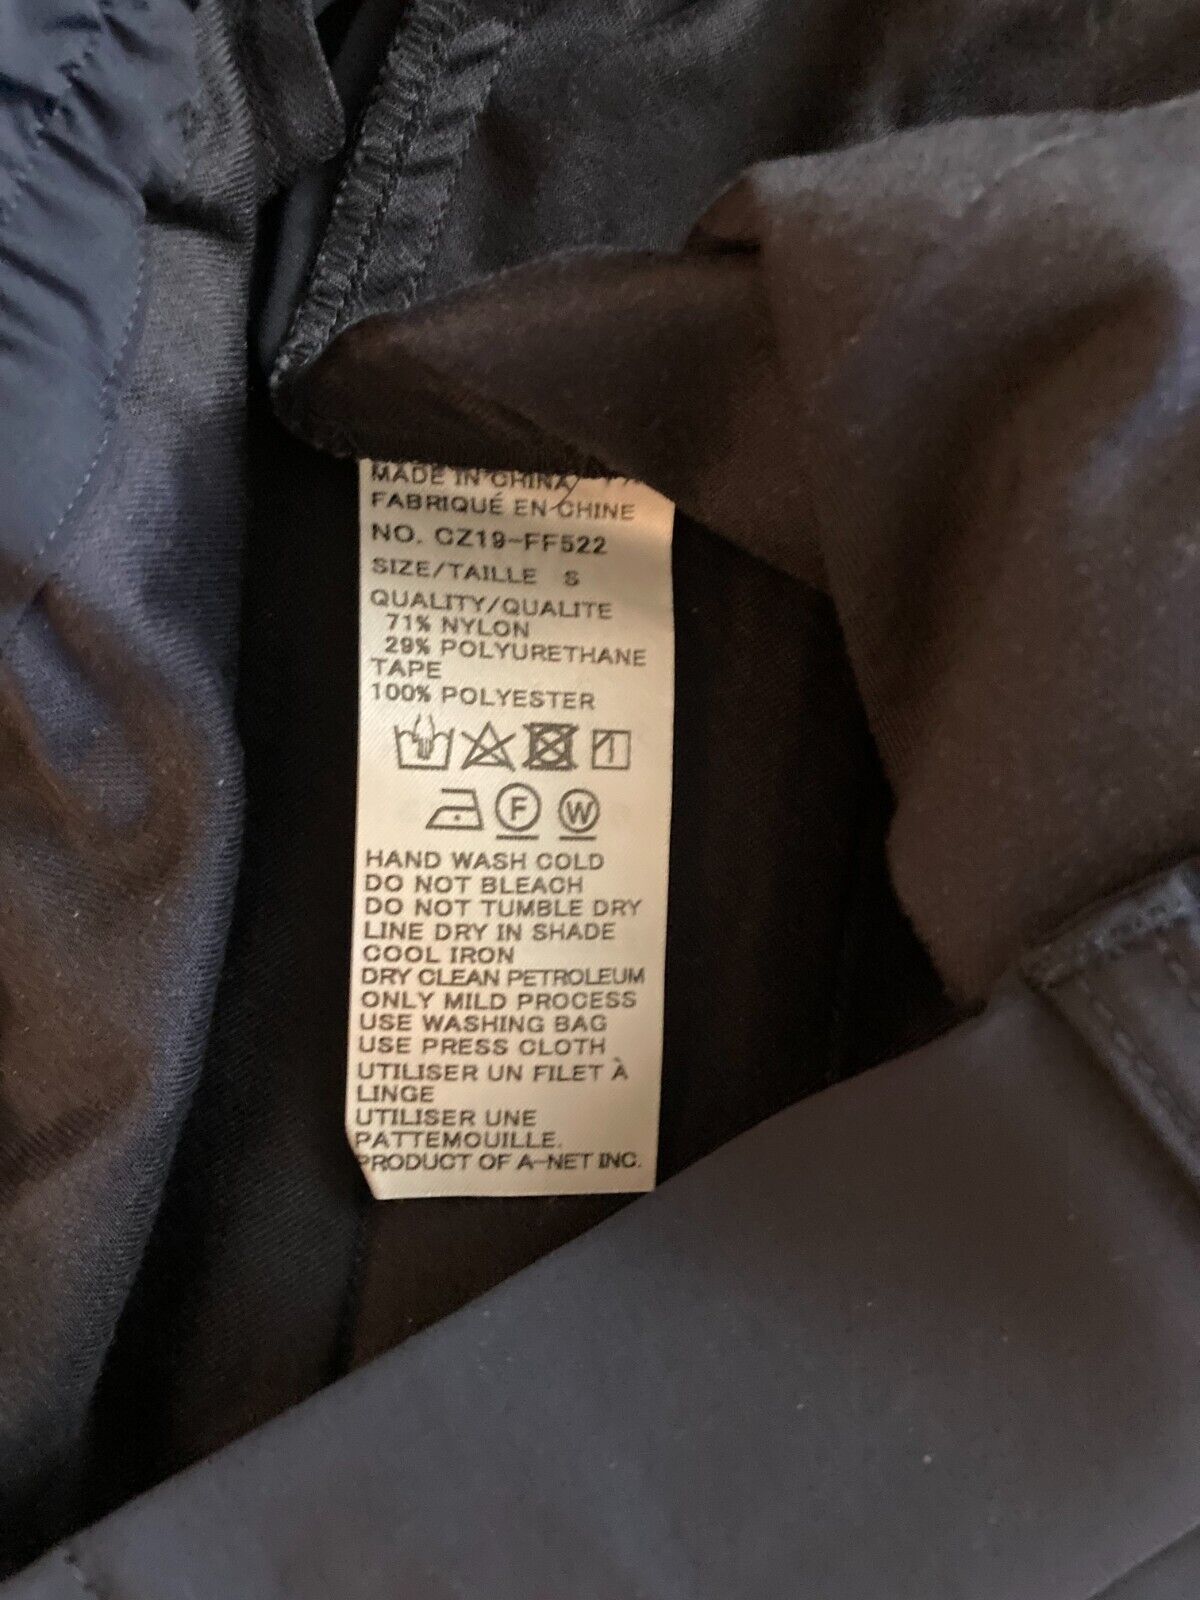 MADE IN CHINA
FABRIQUÉ EN CHINE
NO. CZ19-FF522
SIZE/TAILLE S
QUALITY/QUALITE
71% NYLON
29% POLYURETHANE
TAPE
100% POLYESTER
F W
HAND WASH COLD
DO NOT BLEACH
DO NOT TUMBLE DRY
LINE DRY IN SHADE
COOL IRON
DRY CLEAN PETROLEUM
ONLY MILD PROCESS
USE WASHING BAG
USE PRESS CLOTH
UTILISER UN FILET À
LINGE
UTILISER UNE
PATTEMOUILLE.
PRODUCT OF A-NET INC.